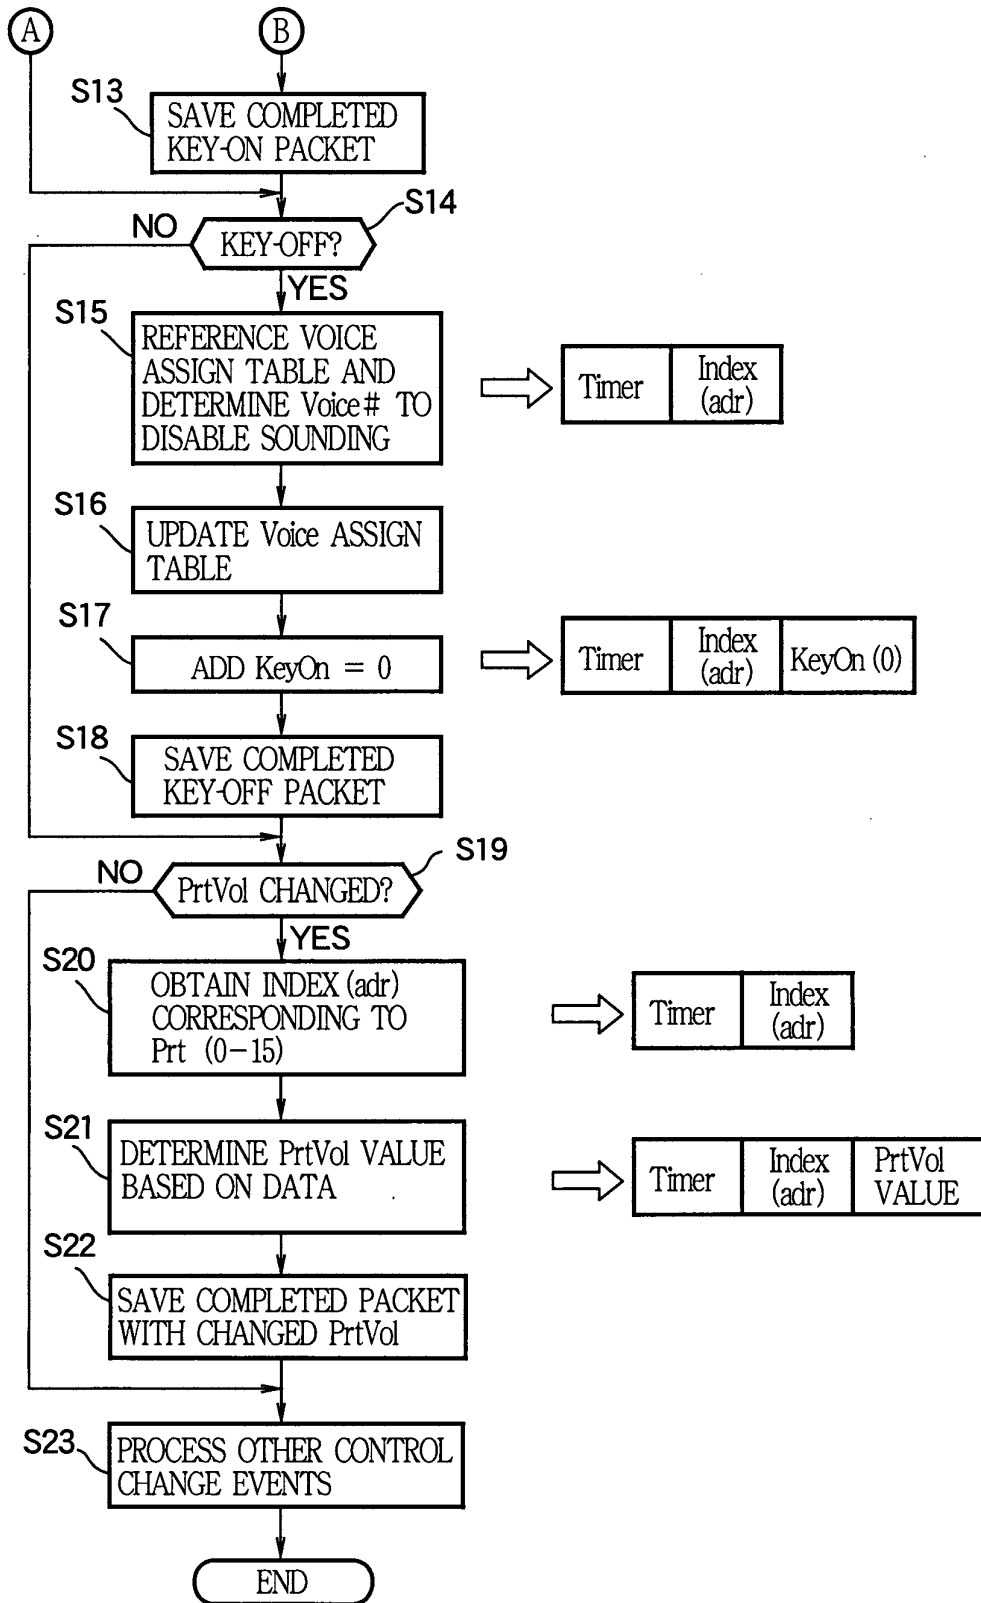 A
B
S13
SAVE COMPLETED
KEY-ON PACKET
S14
NO
KEY-OFF?
YES
S15
REFERENCE VOICE
ASSIGN TABLE AND
DETERMINE Voice# TO
DISABLE SOUNDING
Timer
Index
(adr)
S16
UPDATE Voice ASSIGN
TABLE
S17
ADD KeyOn = 0
Timer
Index
(adr)
KeyOn (0)
S18
SAVE COMPLETED
KEY-OFF PACKET
S19
NO
PrtVol CHANGED?
YES
S20
OBTAIN INDEX (adr)
CORRESPONDING TO
Prt (0-15)
Timer
Index
(adr)
S21
DETERMINE PrtVol VALUE
BASED ON DATA
Timer
Index
(adr)
PrtVol
VALUE
S22
SAVE COMPLETED PACKET
WITH CHANGED PrtVol
S23
PROCESS OTHER CONTROL
CHANGE EVENTS
END